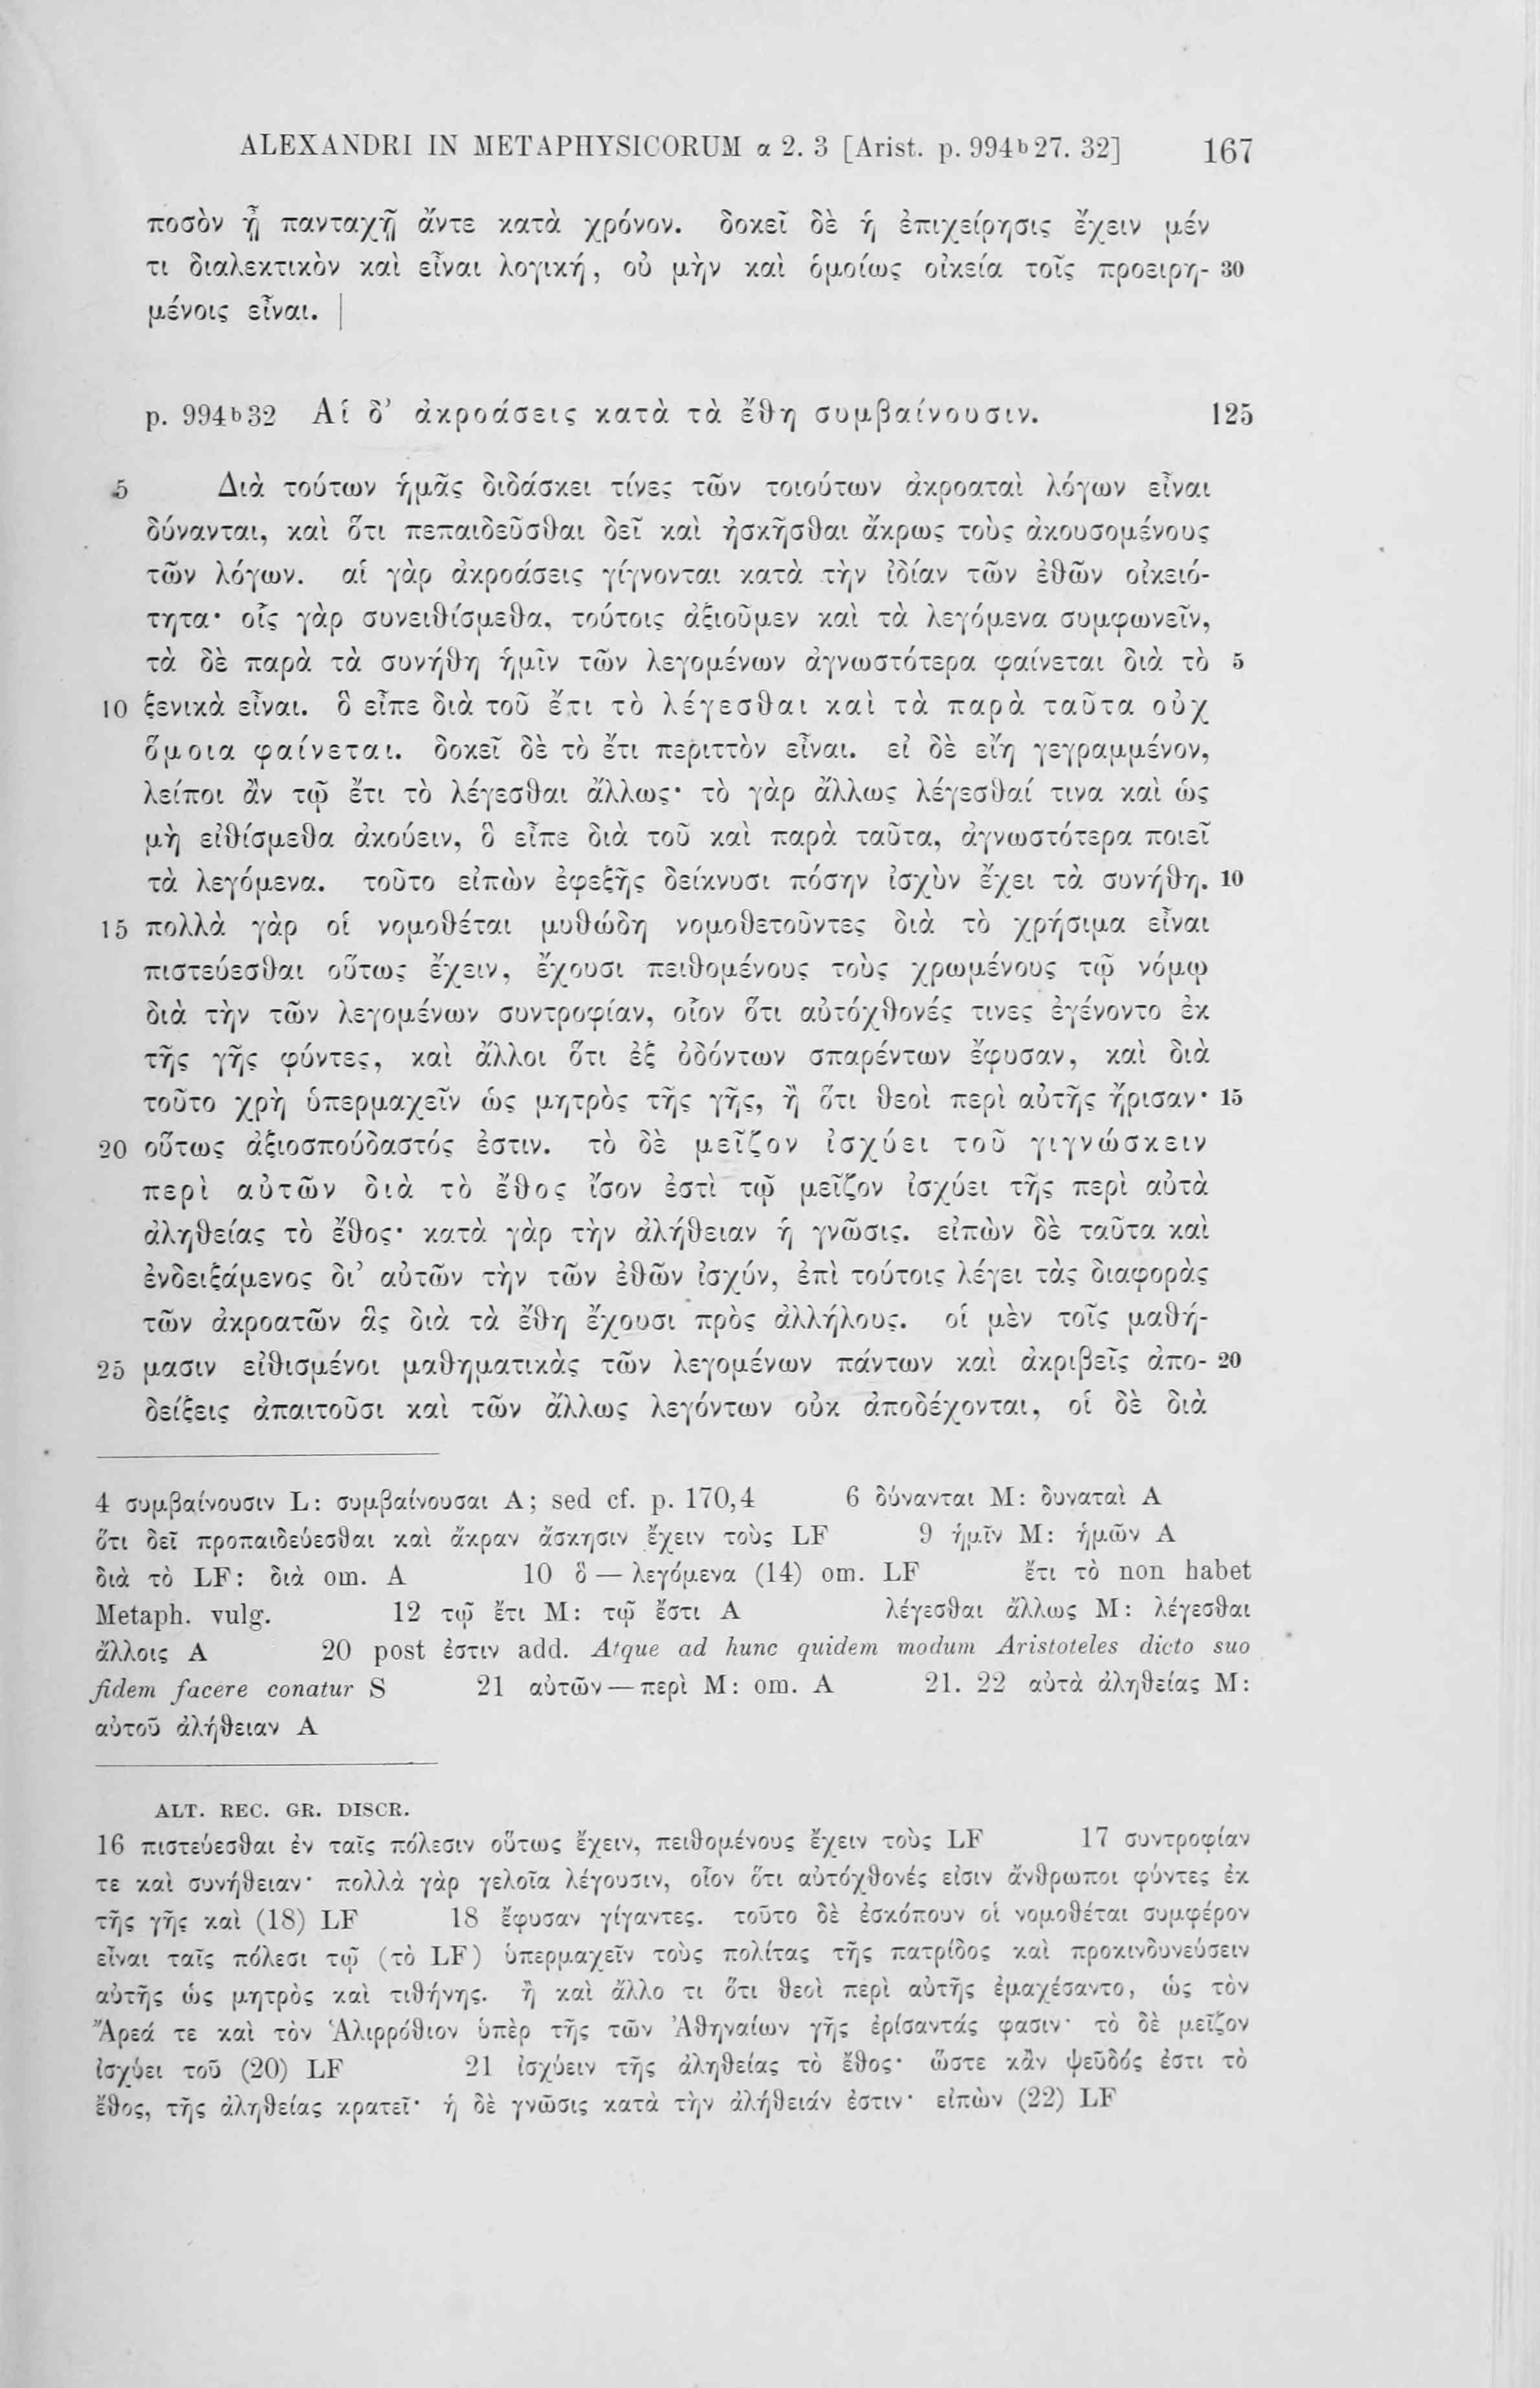 ALEXANDRI IN METAPHYSICORUM α 2. 3 [Arist. p. 994ᵇ27. 32] 167
ποσὸν ᾖ πανταχῇ ἄντε κατὰ χρόνον. δοκεῖ δὲ ἡ ἐπιχείρησις ἔχειν μέν
τι διαλεκτικὸν καὶ εἶναι λογική, οὐ μὴν καὶ ὁμοίως οἰκεία τοῖς προειρη- 30
μένοις εἶναι. |
p. 994ᵇ32 Αἱ δ’ ἀκροάσεις κατὰ τὰ ἔθη συμβαίνουσιν. 125
5 Διὰ τούτων ἡμᾶς διδάσκει τίνες τῶν τοιούτων ἀκροαταὶ λόγων εἶναι
δύνανται, καὶ ὅτι πεπαιδεῦσθαι δεῖ καὶ ἠσκῆσθαι ἄκρως τοὺς ἀκουσομένους
τῶν λόγων. αἱ γὰρ ἀκροάσεις γίγνονται κατὰ τὴν ἰδίαν τῶν ἐθῶν οἰκειό-
τητα· οἷς γὰρ συνειθίσμεθα, τούτοις ἀξιοῦμεν καὶ τὰ λεγόμενα συμφωνεῖν,
τὰ δὲ παρὰ τὰ συνήθη ἡμῖν τῶν λεγομένων ἀγνωστότερα φαίνεται διὰ τὸ 5
10 ξενικὰ εἶναι. ὃ εἶπε διὰ τοῦ ἔτι τὸ λέγεσθαι καὶ τὰ παρὰ ταῦτα οὐχ
ὅμοια φαίνεται. δοκεῖ δὲ τὸ ἔτι περιττὸν εἶναι. εἰ δὲ εἴη γεγραμμένον,
λείποι ἂν τῷ ἔτι τὸ λέγεσθαι ἄλλως· τὸ γὰρ ἄλλως λέγεσθαί τινα καὶ ὡς
μὴ εἰθίσμεθα ἀκούειν, ὃ εἶπε διὰ τοῦ καὶ παρὰ ταῦτα, ἀγνωστότερα ποιεῖ
τὰ λεγόμενα. τοῦτο εἰπὼν ἐφεξῆς δείκνυσι πόσην ἰσχὺν ἔχει τὰ συνήθη. 10
15 πολλὰ γὰρ οἱ νομοθέται μυθώδη νομοθετοῦντες διὰ τὸ χρήσιμα εἶναι
πιστεύεσθαι οὕτως ἔχειν, ἔχουσι πειθομένους τοὺς χρωμένους τῷ νόμῳ
διὰ τὴν τῶν λεγομένων συντροφίαν, οἷον ὅτι αὐτόχθονές τινες ἐγένοντο ἐκ
τῆς γῆς φύντες, καὶ ἄλλοι ὅτι ἐξ ὀδόντων σπαρέντων ἔφυσαν, καὶ διὰ
τοῦτο χρὴ ὑπερμαχεῖν ὡς μητρὸς τῆς γῆς, ἢ ὅτι θεοὶ περὶ αὐτῆς ἤρισαν· 15
20 οὕτως ἀξιοσπούδαστός ἐστιν. τὸ δὲ μεῖζον ἰσχύει τοῦ γιγνώσκειν
περὶ αὐτῶν διὰ τὸ ἔθος ἴσον ἐστὶ τῷ μεῖζον ἰσχύει τῆς περὶ αὐτὰ
ἀληθείας τὸ ἔθος· κατὰ γὰρ τὴν ἀλήθειαν ἡ γνῶσις. εἰπὼν δὲ ταῦτα καὶ
ἐνδειξάμενος δι’ αὐτῶν τὴν τῶν ἐθῶν ἰσχύν, ἐπὶ τούτοις λέγει τὰς διαφορὰς
τῶν ἀκροατῶν ἃς διὰ τὰ ἔθη ἔχουσι πρὸς ἀλλήλους. οἱ μὲν τοῖς μαθή-
25 μασιν εἰθισμένοι μαθηματικὰς τῶν λεγομένων πάντων καὶ ἀκριβεῖς ἀπο- 20
δείξεις ἀπαιτοῦσι καὶ τῶν ἄλλως λεγόντων οὐκ ἀποδέχονται, οἱ δὲ διὰ
4 συμβαίνουσιν L: συμβαίνουσαι A; sed cf. p. 170,4 6 δύνανται M: δυναταὶ A
ὅτι δεῖ προπαιδεύεσθαι καὶ ἄκραν ἄσκησιν ἔχειν τοὺς LF 9 ἡμῖν M: ἡμῶν A
διὰ τὸ LF: διὰ om. A 10 ὃ — λεγόμενα (14) om. LF ἔτι τὸ non habet
Metaph. vulg. 12 τῷ ἔτι M: τῷ ἔστι A λέγεσθαι ἄλλως M: λέγεσθαι
ἄλλοις A 20 post ἐστιν add. Atque ad hunc quidem modum Aristoteles dicto suo
fidem facere conatur S 21 αὐτῶν — περὶ M: om. A 21. 22 αὐτὰ ἀληθείας M:
αὐτοῦ ἀλήθειαν A
ALT. REC. GR. DISCR.
16 πιστεύεσθαι ἐν ταῖς πόλεσιν οὕτως ἔχειν, πειθομένους ἔχειν τοὺς LF 17 συντροφίαν
τε καὶ συνήθειαν· πολλὰ γὰρ γελοῖα λέγουσιν, οἷον ὅτι αὐτόχθονές εἰσιν ἄνθρωποι φύντες ἐκ
τῆς γῆς καὶ (18) LF 18 ἔφυσαν γίγαντες. τοῦτο δὲ ἐσκόπουν οἱ νομοθέται συμφέρον
εἶναι ταῖς πόλεσι τῷ (τὸ LF) ὑπερμαχεῖν τοὺς πολίτας τῆς πατρίδος καὶ προκινδυνεύσειν
αὐτῆς ὡς μητρὸς καὶ τιθήνης. ἢ καὶ ἄλλο τι ὅτι θεοὶ περὶ αὐτῆς ἐμαχέσαντο, ὡς τὸν
Ἄρεά τε καὶ τὸν Ἁλιρρόθιον ὑπὲρ τῆς τῶν Ἀθηναίων γῆς ἐρίσαντάς φασιν· τὸ δὲ μεῖζον
ἰσχύει τοῦ (20) LF 21 ἰσχύειν τῆς ἀληθείας τὸ ἔθος· ὥστε κἂν ψεῦδός ἐστι τὸ
ἔθος, τῆς ἀληθείας κρατεῖ· ἡ δὲ γνῶσις κατὰ τὴν ἀλήθειάν ἐστιν· εἰπὼν (22) LF